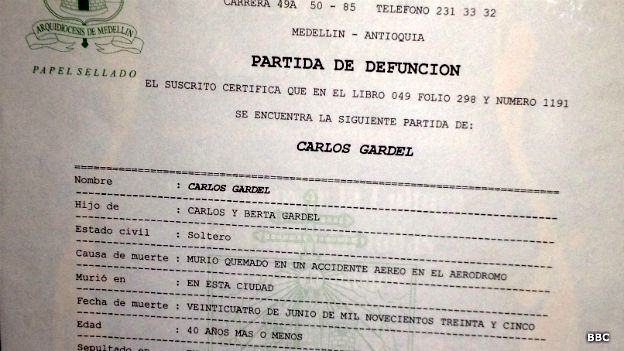 CARRERA 49A 50 - 85 TELEFONO 231 33 32
ARQUIDIOCESIS DE MEDELLIN
MEDELLIN - ANTIOQUIA
PAPEL SELLADO
PARTIDA DE DEFUNCION
EL SUSCRITO CERTIFICA QUE EN EL LIBRO 049 FOLIO 298 Y NUMERO 1191
SE ENCUENTRA LA SIGUIENTE PARTIDA DE:
CARLOS GARDEL
Nombre : CARLOS GARDEL
Hijo de : CARLOS Y BERTA GARDEL
Estado civil : Soltero
Causa de muerte : MURIO QUEMADO EN UN ACCIDENTE AEREO EN EL AERODROMO
Murió en : EN ESTA CIUDAD
Fecha de muerte : VEINTICUATRO DE JUNIO DE MIL NOVECIENTOS TREINTA Y CINCO
Edad : 40 AÑOS MAS O MENOS
Sepultado en
BBC